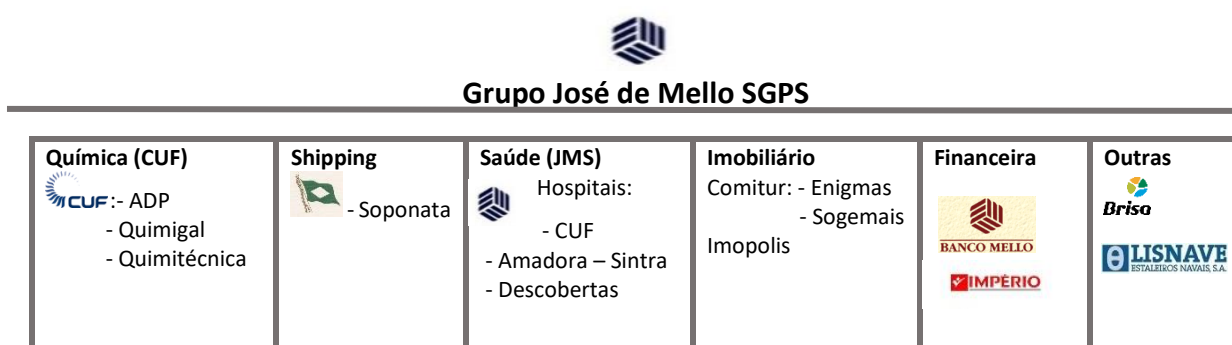 Grupo José de Mello SGPS
Química (CUF)
CUF:- ADP
- Quimigal
- Quimitécnica
Shipping
- Soponata
Saúde (JMS)
Hospitais:
- CUF
- Amadora – Sintra
- Descobertas
Imobiliário
Comitur: - Enigmas
- Sogemais
Imopolis
Financeira
BANCO MELLO
IMPÉRIO
Outras
Brisa
LISNAVE
ESTALEIROS NAVAIS, S.A.